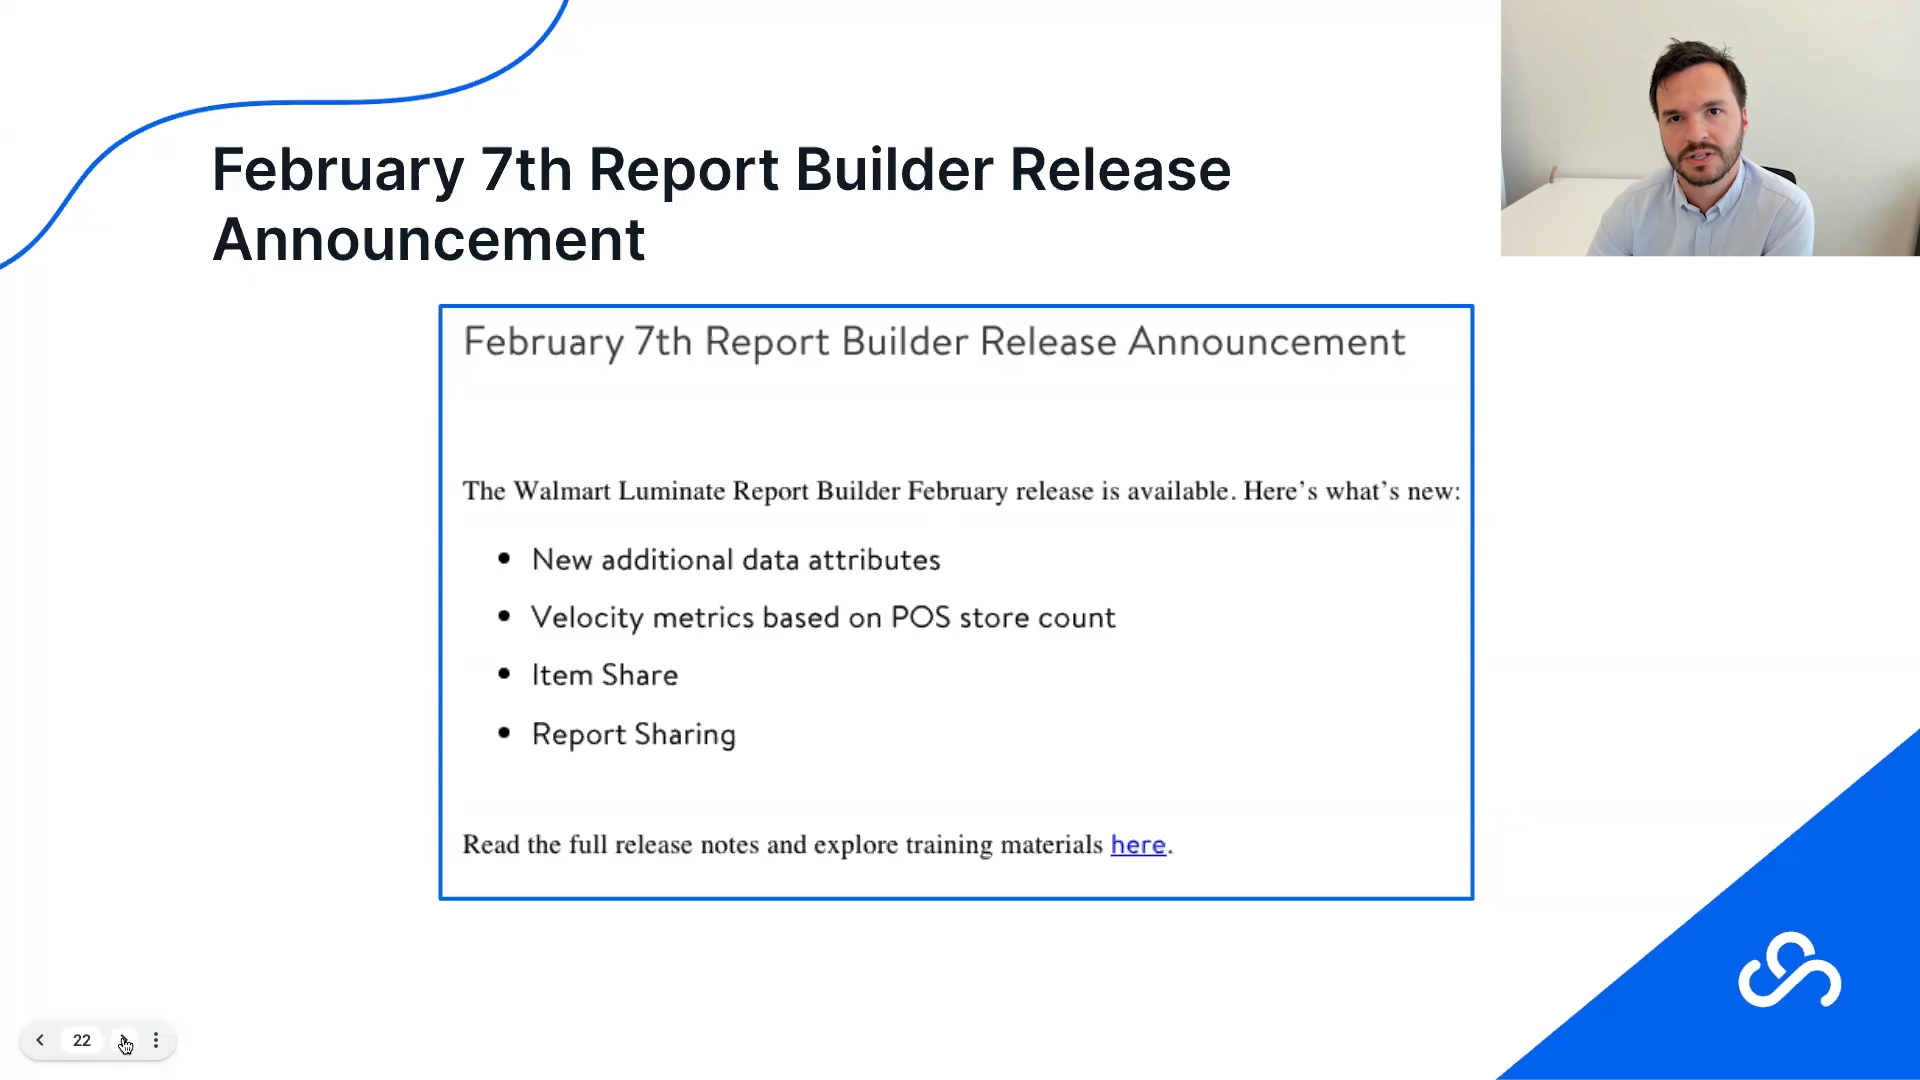 February 7th Report Builder Release
Announcement
February 7th Report Builder Release Announcement
The Walmart Luminate Report Builder February release is available. Here’s what’s new:
• New additional data attributes
• Velocity metrics based on POS store count
• Item Share
• Report Sharing
Read the full release notes and explore training materials here.
22